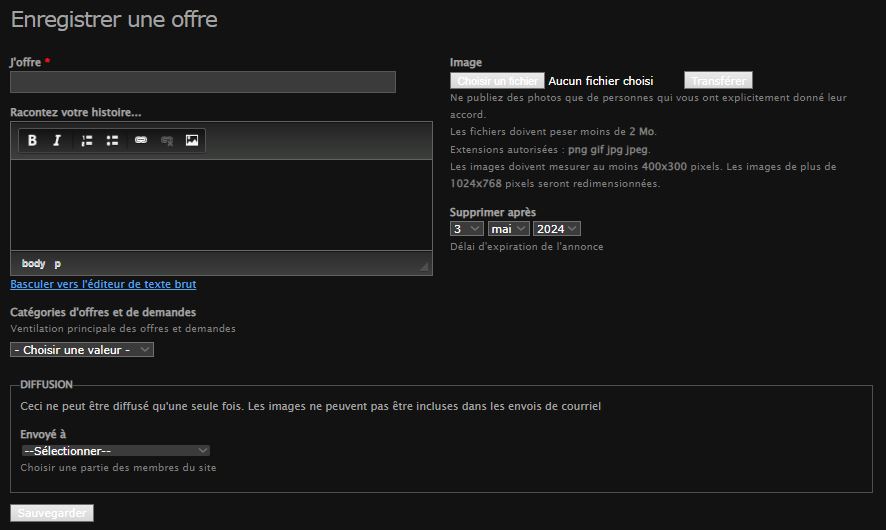 Enregistrer une offre
J'offre *
Racontez votre histoire...
B I
body p
Basculer vers l'éditeur de texte brut
Catégories d'offres et de demandes
Ventilation principale des offres et demandes
- Choisir une valeur -
Image
Choisir un fichier Aucun fichier choisi Transférer
Ne publiez des photos que de personnes qui vous ont explicitement donné leur
accord.
Les fichiers doivent peser moins de 2 Mo.
Extensions autorisées : png gif jpg jpeg.
Les images doivent mesurer au moins 400x300 pixels. Les images de plus de
1024x768 pixels seront redimensionnées.
Supprimer après
3 mai 2024
Délai d'expiration de l'annonce
DIFFUSION
Ceci ne peut être diffusé qu'une seule fois. Les images ne peuvent pas être incluses dans les envois de courriel
Envoyé à
--Sélectionner--
Choisir une partie des membres du site
Sauvegarder